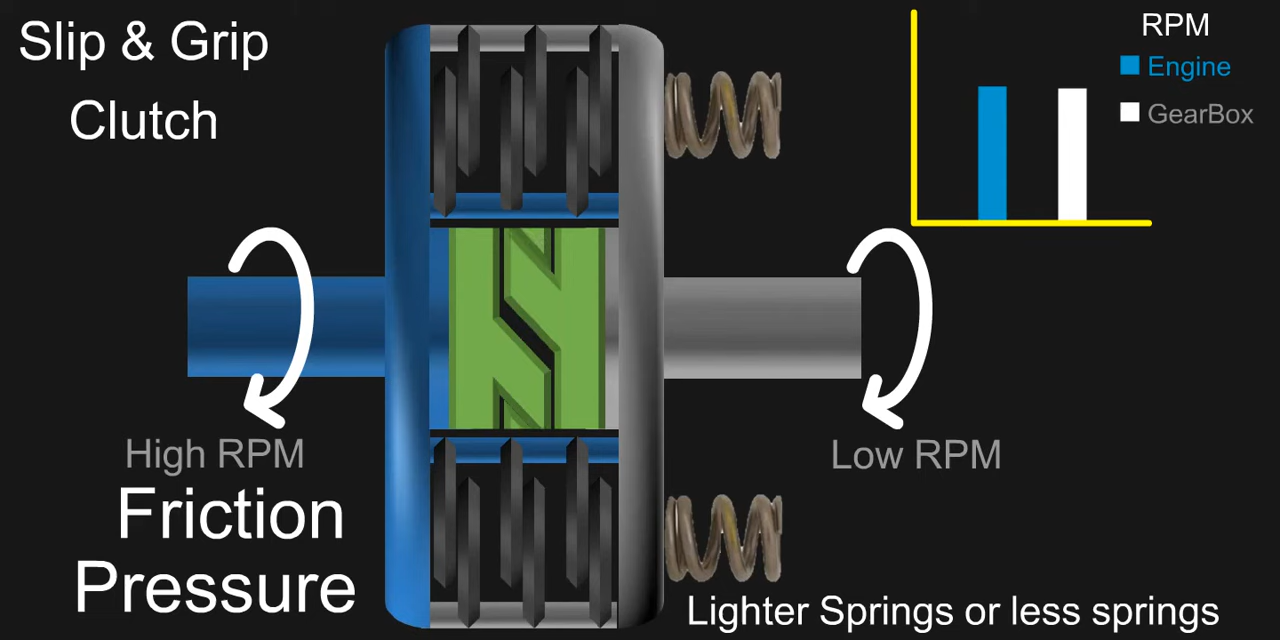 Slip & Grip
Clutch
RPM
Engine
GearBox
High RPM
Low RPM
Friction
Pressure
Lighter Springs or less springs